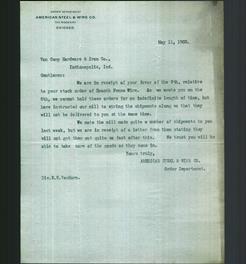 ORDER DEPARTMENT
AMERICAN STEEL & WIRE CO.
THE ROOKERY
CHICAGO
May 11, 1903.
Van Camp Hardware & Iron Co.,
Indianapolis, Ind.
Gentlemen:
We are in receipt of your favor of the 9th, relative
to your stock order of Fence Wire. As we wrote you on the
8th, we cannot hold these orders for an indefinite length of time, but
have instructed our mill to string the shipments along so that they
will not be delivered to you at the same time.
We note the mill made quite a number of shipments to you
last week, but we are in receipt of a letter from them stating they
will not get them out quite so fast after this. We trust you will be
able to take care of the goods as they come in.
Yours truly,
AMERICAN STEEL & WIRE CO.
Order Department.